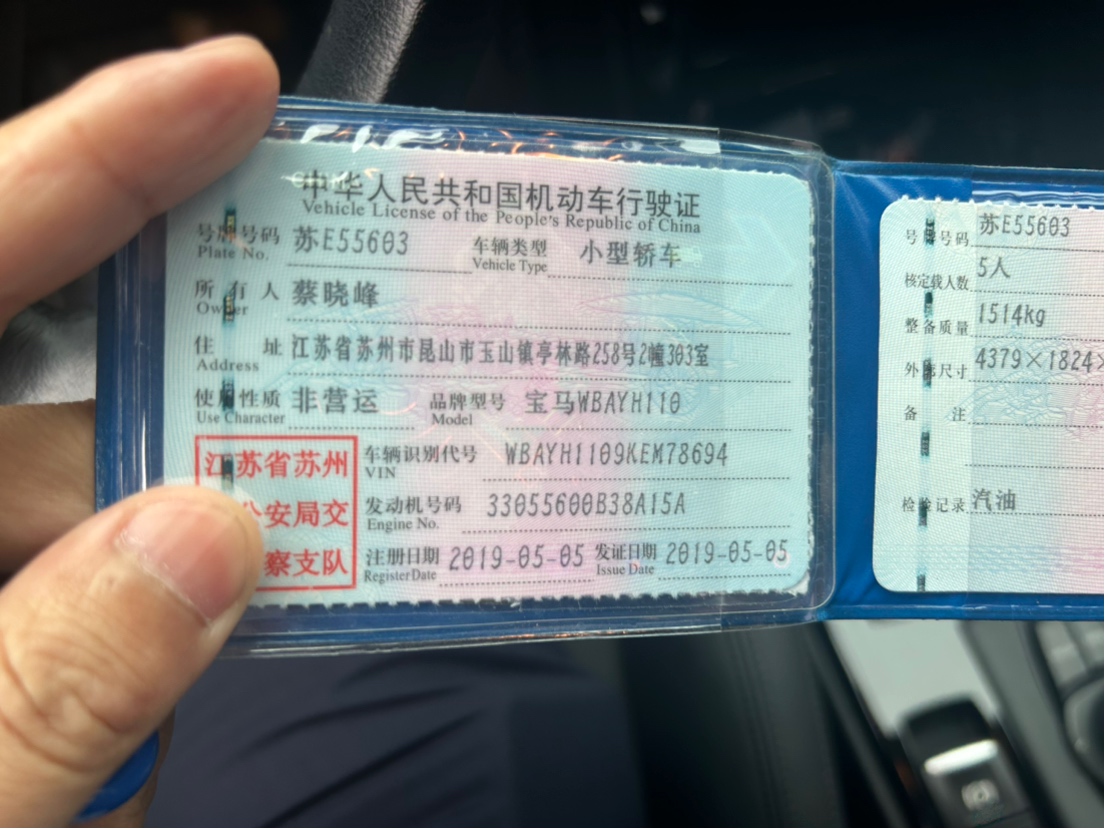 中华人民共和国机动车行驶证
Vehicle License of the People's Republic of China
号牌号码 苏E55603 车辆类型 小型轿车
Plate No. Vehicle Type
所有人 蔡晓峰
Owner
住址 江苏省苏州市昆山市玉山镇亭林路258号2幢303室
Address
使用性质 非营运 品牌型号 宝马WBAYH110
Use Character Model
江苏省苏州
公安局交
察支队
车辆识别代号 WBAYH1109KEM78694
VIN
发动机号码 33055600B38A15A
Engine No.
注册日期 2019-05-05 发证日期 2019-05-05
Register Date Issue Date
号牌号码 苏E55603
核定载人数 5人
整备质量 1514kg
外廓尺寸 4379×1824×
备注
检验记录 汽油